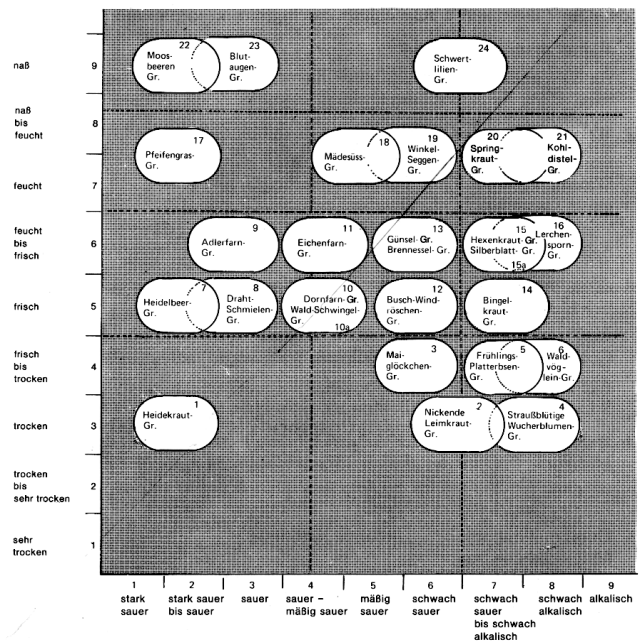 naß
9
22
Moos-
beeren
Gr.
23
Blut-
augen-
Gr.
24
Schwert-
lilien-
Gr.
naß
bis
feucht
8
17
Pfeifengras-
Gr.
18
Mädesüss-
Gr.
19
Winkel-
Seggen-
Gr.
20
Spring-
kraut-
Gr.
21
Kohl-
distel-
Gr.
feucht
7
feucht
bis
frisch
6
9
Adlerfarn-
Gr.
11
Eichenfarn-
Gr.
13
Günsel- Gr.
Brennessel- Gr.
15
Hexenkraut- Gr.
Silberblatt- Gr.
15a
16
Lerchen-
sporn-
Gr.
frisch
5
7
Heidelbeer-
Gr.
8
Draht-
Schmielen-
Gr.
10
Dornfarn-Gr.
Wald-Schwingel-
Gr.
10a
12
Busch-Wind-
röschen-
Gr.
14
Bingel-
kraut-
Gr.
frisch
bis
trocken
4
3
Mai-
glöckchen-
Gr.
5
Frühlings-
Platterbsen-
Gr.
6
Wald-
vög-
lein-Gr.
trocken
3
1
Heidekraut-
Gr.
2
Nickende
Leimkraut-
Gr.
4
Straußblütige
Wucherblumen-
Gr.
trocken
bis
sehr trocken
2
sehr
trocken
1
1 2 3 4 5 6 7 8 9
stark
sauer
stark sauer
bis sauer
sauer
sauer –
mäßig sauer
mäßig
sauer
schwach
sauer
schwach
sauer
bis schwach
alkalisch
schwach
alkalisch
alkalisch